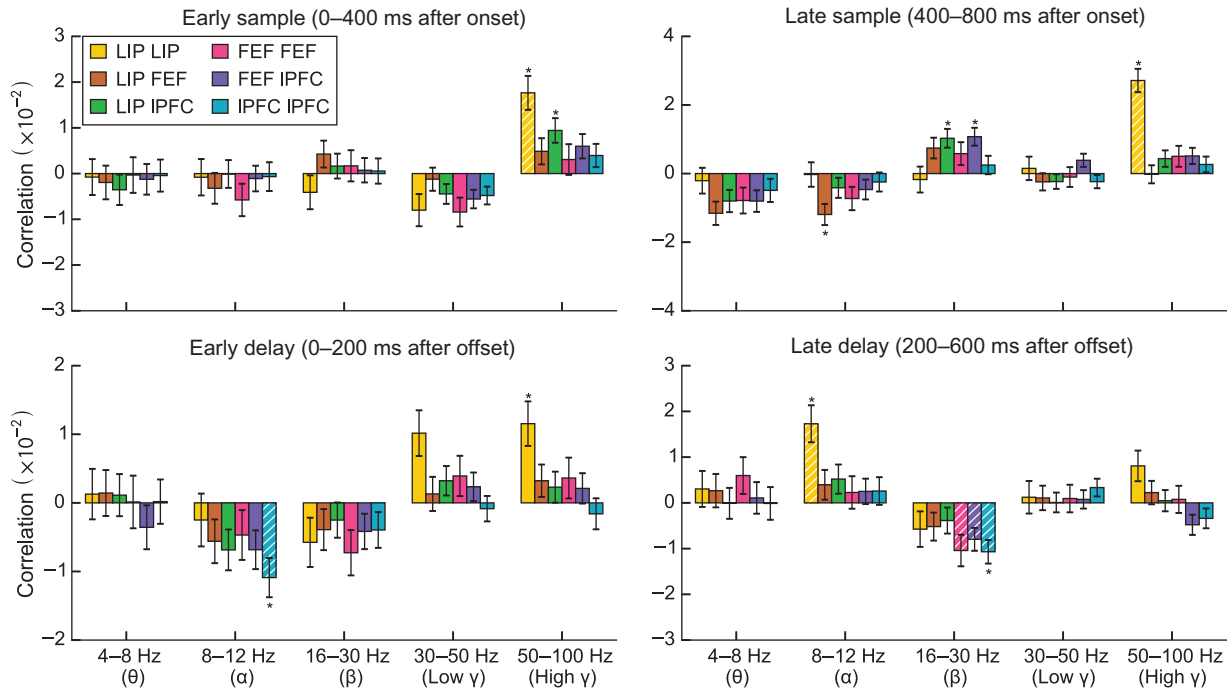 Early sample (0–400 ms after onset)
Late sample (400–800 ms after onset)
3
2
1
0
−1
−2
−3
Correlation (×10−2)
LIP LIP
FEF FEF
LIP FEF
FEF lPFC
LIP lPFC
lPFC lPFC
*
*
4
2
0
−2
−4
*
*
*
*
Early delay (0–200 ms after offset)
Late delay (200–600 ms after offset)
2
1
0
−1
−2
Correlation (×10−2)
*
*
3
2
1
0
−1
−2
−3
*
*
4–8 Hz
8–12 Hz
16–30 Hz
30–50 Hz
50–100 Hz
(θ)
(α)
(β)
(Low γ)
(High γ)
4–8 Hz
8–12 Hz
16–30 Hz
30–50 Hz
50–100 Hz
(θ)
(α)
(β)
(Low γ)
(High γ)